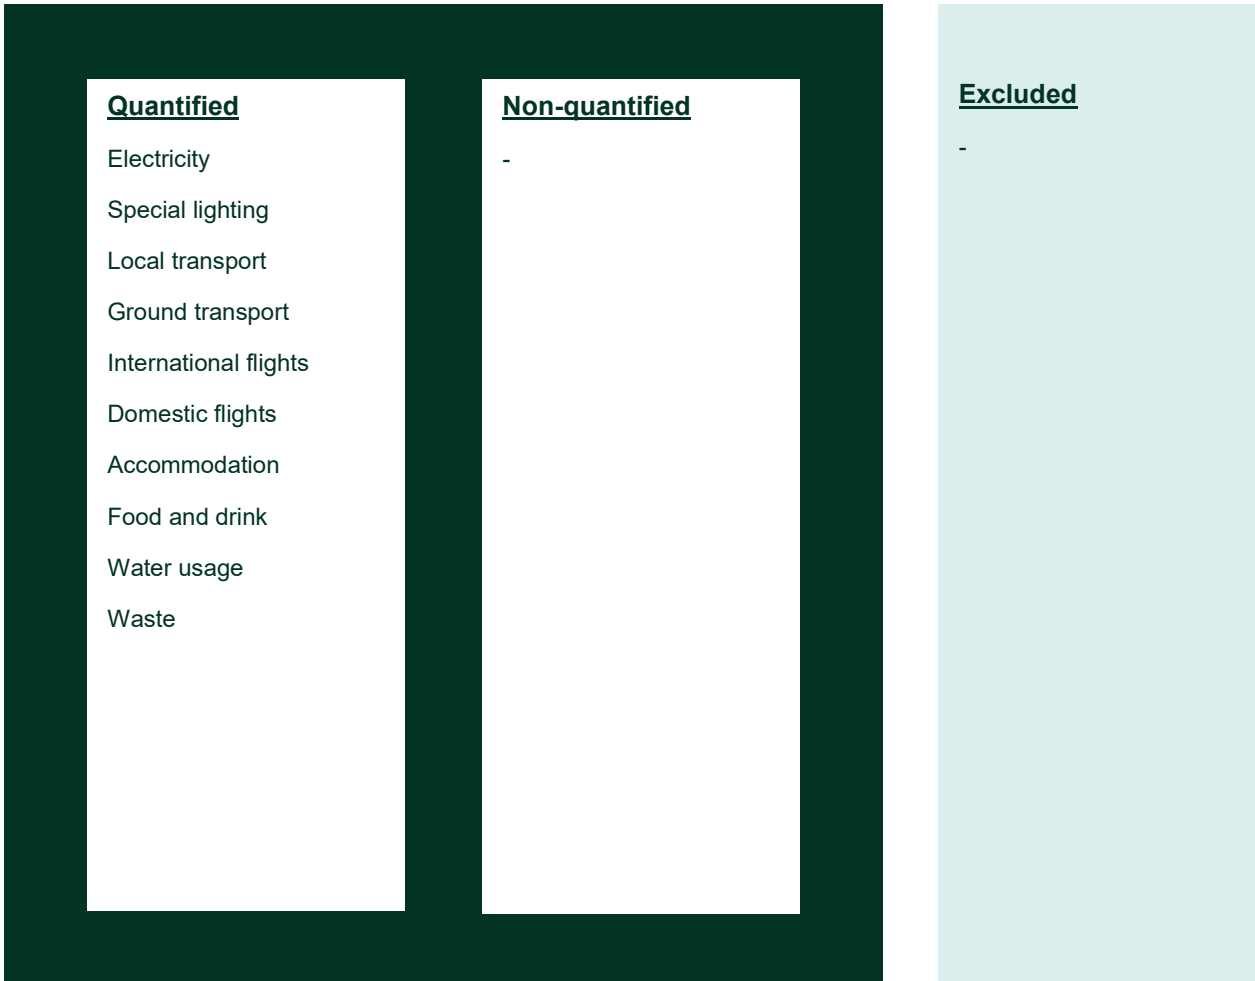 Quantified
Electricity
Special lighting
Local transport
Ground transport
International flights
Domestic flights
Accommodation
Food and drink
Water usage
Waste
Non-quantified
-
Excluded
-